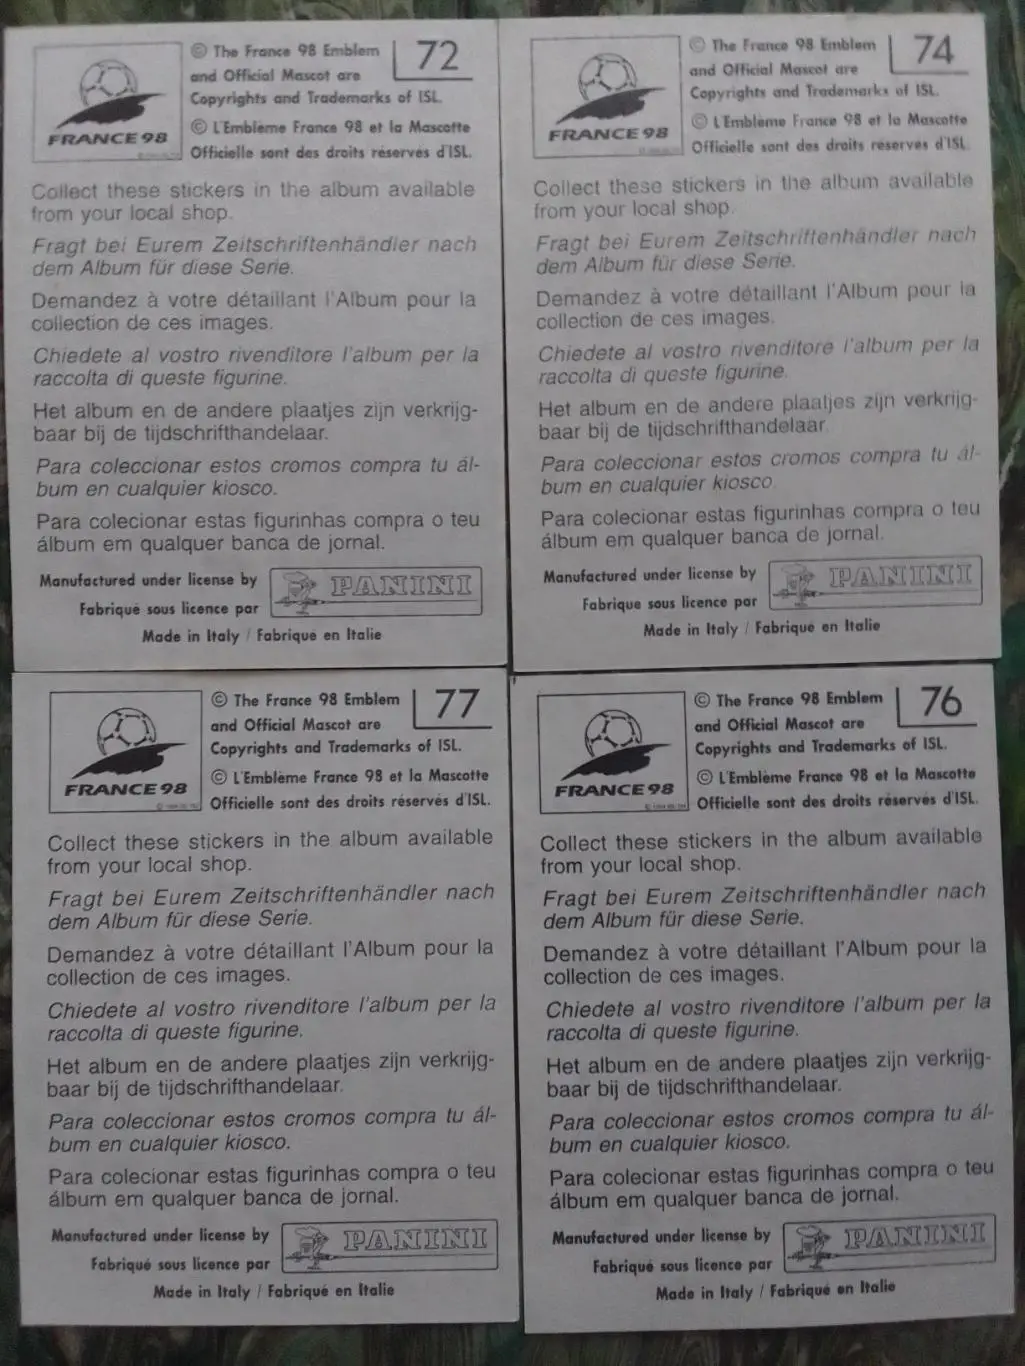 © The France 98 Emblem
and Official Mascot are
Copyrights and Trademarks of ISL.
© L'Emblème France 98 et la Mascotte
Officielle sont des droits réservés d'ISL.
72
FRANCE 98
Collect these stickers in the album available
from your local shop.
Fragt bei Eurem Zeitschriftenhändler nach
dem Album für diese Serie.
Demandez à votre détaillant l'Album pour la
collection de ces images.
Chiedete al vostro rivenditore l'album per la
raccolta di queste figurine.
Het album en de andere plaatjes zijn verkrijg-
baar bij de tijdschrifthandelaar.
Para coleccionar estos cromos compra tu ál-
bum en cualquier kiosco.
Para colecionar estas figurinhas compra o teu
álbum em qualquer banca de jornal.
Manufactured under license by
Fabriqué sous licence par
PANINI
Made in Italy / Fabriqué en Italie
© The France 98 Emblem
and Official Mascot are
Copyrights and Trademarks of ISL.
© L'Emblème France 98 et la Mascotte
Officielle sont des droits réservés d'ISL.
74
FRANCE 98
Collect these stickers in the album available
from your local shop.
Fragt bei Eurem Zeitschriftenhändler nach
dem Album für diese Serie.
Demandez à votre détaillant l'Album pour la
collection de ces images.
Chiedete al vostro rivenditore l'album per la
raccolta di queste figurine.
Het album en de andere plaatjes zijn verkrijg-
baar bij de tijdschrifthandelaar.
Para coleccionar estos cromos compra tu ál-
bum en cualquier kiosco.
Para colecionar estas figurinhas compra o teu
álbum em qualquer banca de jornal.
Manufactured under license by
Fabriqué sous licence par
PANINI
Made in Italy / Fabriqué en Italie
© The France 98 Emblem
and Official Mascot are
Copyrights and Trademarks of ISL.
© L'Emblème France 98 et la Mascotte
Officielle sont des droits réservés d'ISL.
77
FRANCE 98
Collect these stickers in the album available
from your local shop.
Fragt bei Eurem Zeitschriftenhändler nach
dem Album für diese Serie.
Demandez à votre détaillant l'Album pour la
collection de ces images.
Chiedete al vostro rivenditore l'album per la
raccolta di queste figurine.
Het album en de andere plaatjes zijn verkrijg-
baar bij de tijdschrifthandelaar.
Para coleccionar estos cromos compra tu ál-
bum en cualquier kiosco.
Para colecionar estas figurinhas compra o teu
álbum em qualquer banca de jornal.
Manufactured under license by
Fabriqué sous licence par
PANINI
Made in Italy / Fabriqué en Italie
© The France 98 Emblem
and Official Mascot are
Copyrights and Trademarks of ISL.
© L'Emblème France 98 et la Mascotte
Officielle sont des droits réservés d'ISL.
76
FRANCE 98
Collect these stickers in the album available
from your local shop.
Fragt bei Eurem Zeitschriftenhändler nach
dem Album für diese Serie.
Demandez à votre détaillant l'Album pour la
collection de ces images.
Chiedete al vostro rivenditore l'album per la
raccolta di queste figurine.
Het album en de andere plaatjes zijn verkrijg-
baar bij de tijdschrifthandelaar.
Para coleccionar estos cromos compra tu ál-
bum en cualquier kiosco.
Para colecionar estas figurinhas compra o teu
álbum em qualquer banca de jornal.
Manufactured under license by
Fabriqué sous licence par
PANINI
Made in Italy / Fabriqué en Italie